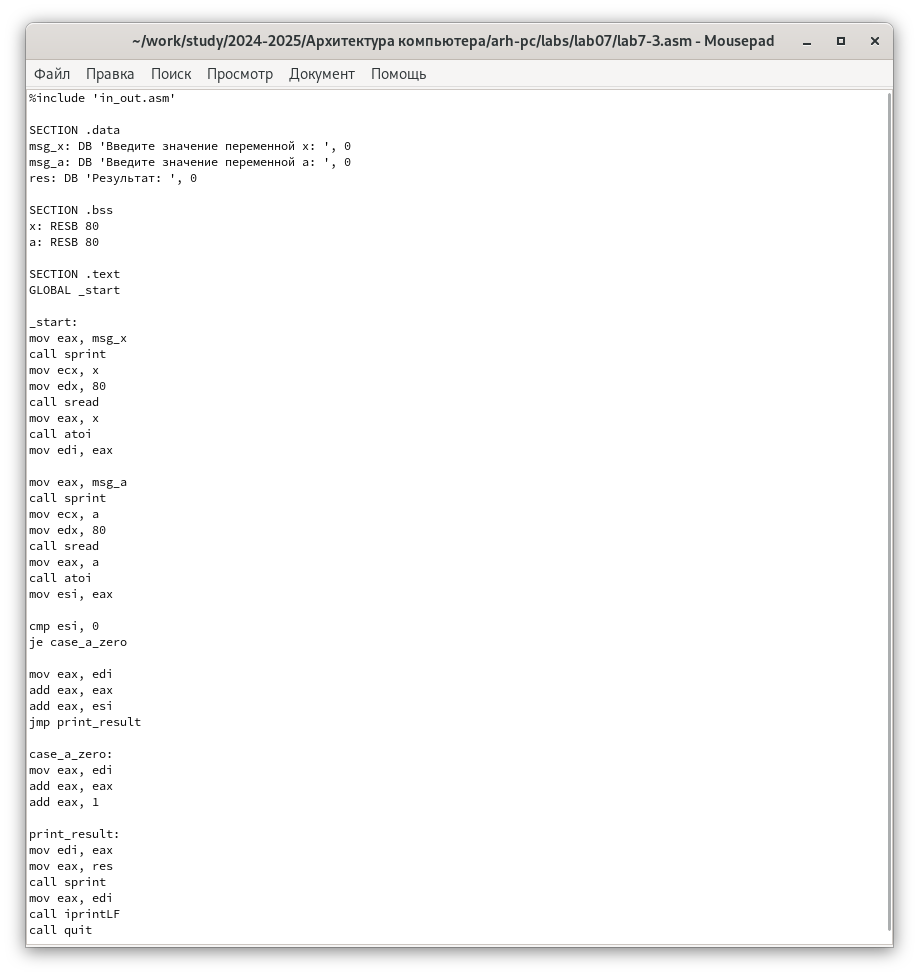 ~/work/study/2024-2025/Архитектура компьютера/arh-pc/labs/lab07/lab7-3.asm - Mousepad
Файл Правка Поиск Просмотр Документ Помощь
%include 'in_out.asm'
SECTION .data
msg_x: DB 'Введите значение переменной x: ', 0
msg_a: DB 'Введите значение переменной a: ', 0
res: DB 'Результат: ', 0
SECTION .bss
x: RESB 80
a: RESB 80
SECTION .text
GLOBAL _start
_start:
mov eax, msg_x
call sprint
mov ecx, x
mov edx, 80
call sread
mov eax, x
call atoi
mov edi, eax
mov eax, msg_a
call sprint
mov ecx, a
mov edx, 80
call sread
mov eax, a
call atoi
mov esi, eax
cmp esi, 0
je case_a_zero
mov eax, edi
add eax, eax
add eax, esi
jmp print_result
case_a_zero:
mov eax, edi
add eax, eax
add eax, 1
print_result:
mov edi, eax
mov eax, res
call sprint
mov eax, edi
call iprintLF
call quit